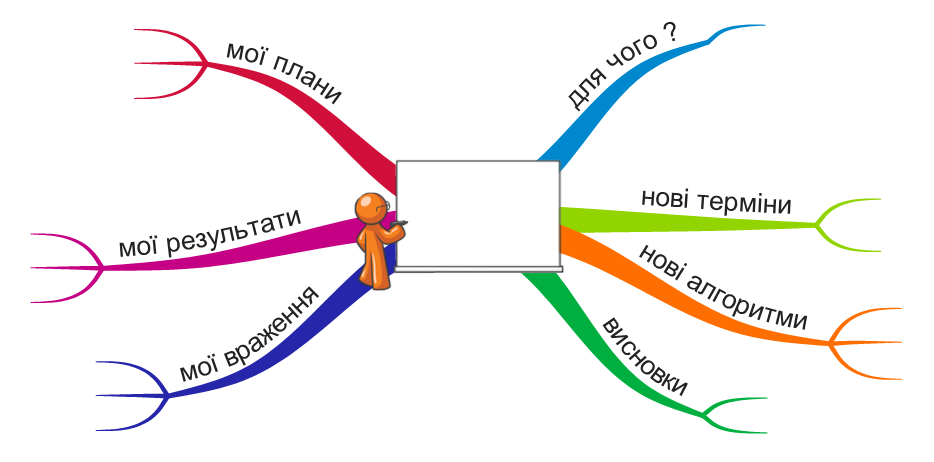 мої плани
для чого ?
мої результати
нові терміни
нові алгоритми
мої враження
висновки